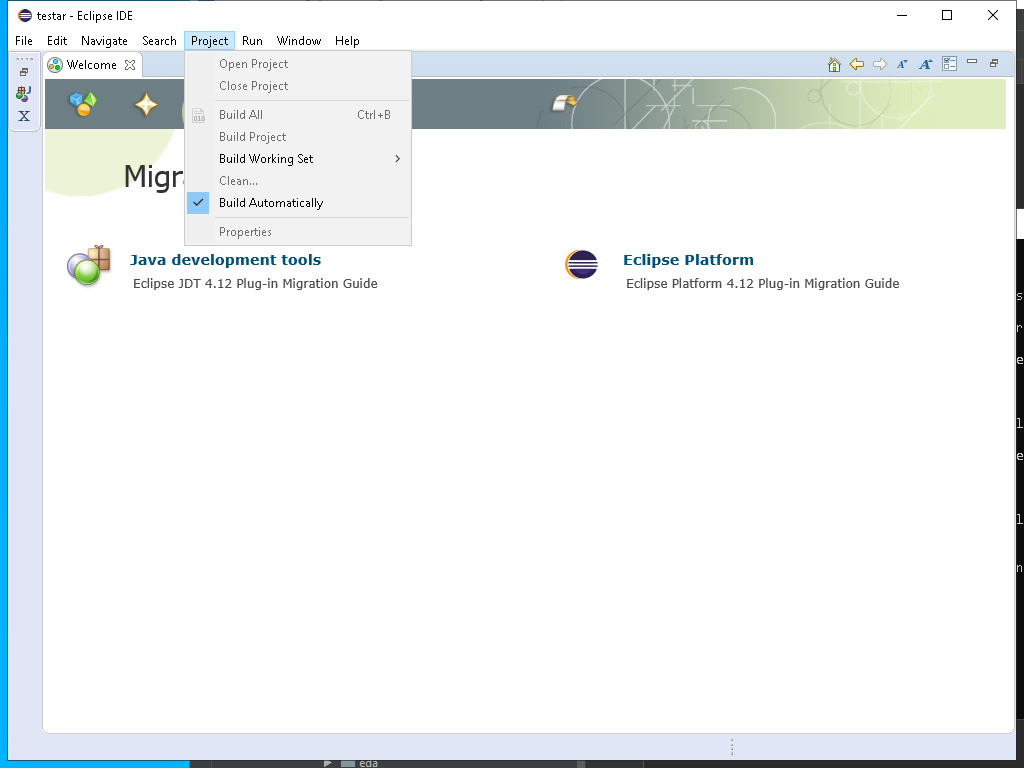 testar - Eclipse IDE
File Edit Navigate Search Project Run Window Help
Welcome
Open Project
Close Project
Build All Ctrl+B
Build Project
Build Working Set
Clean...
Build Automatically
Properties
Java development tools
Eclipse JDT 4.12 Plug-in Migration Guide
Eclipse Platform
Eclipse Platform 4.12 Plug-in Migration Guide
eda